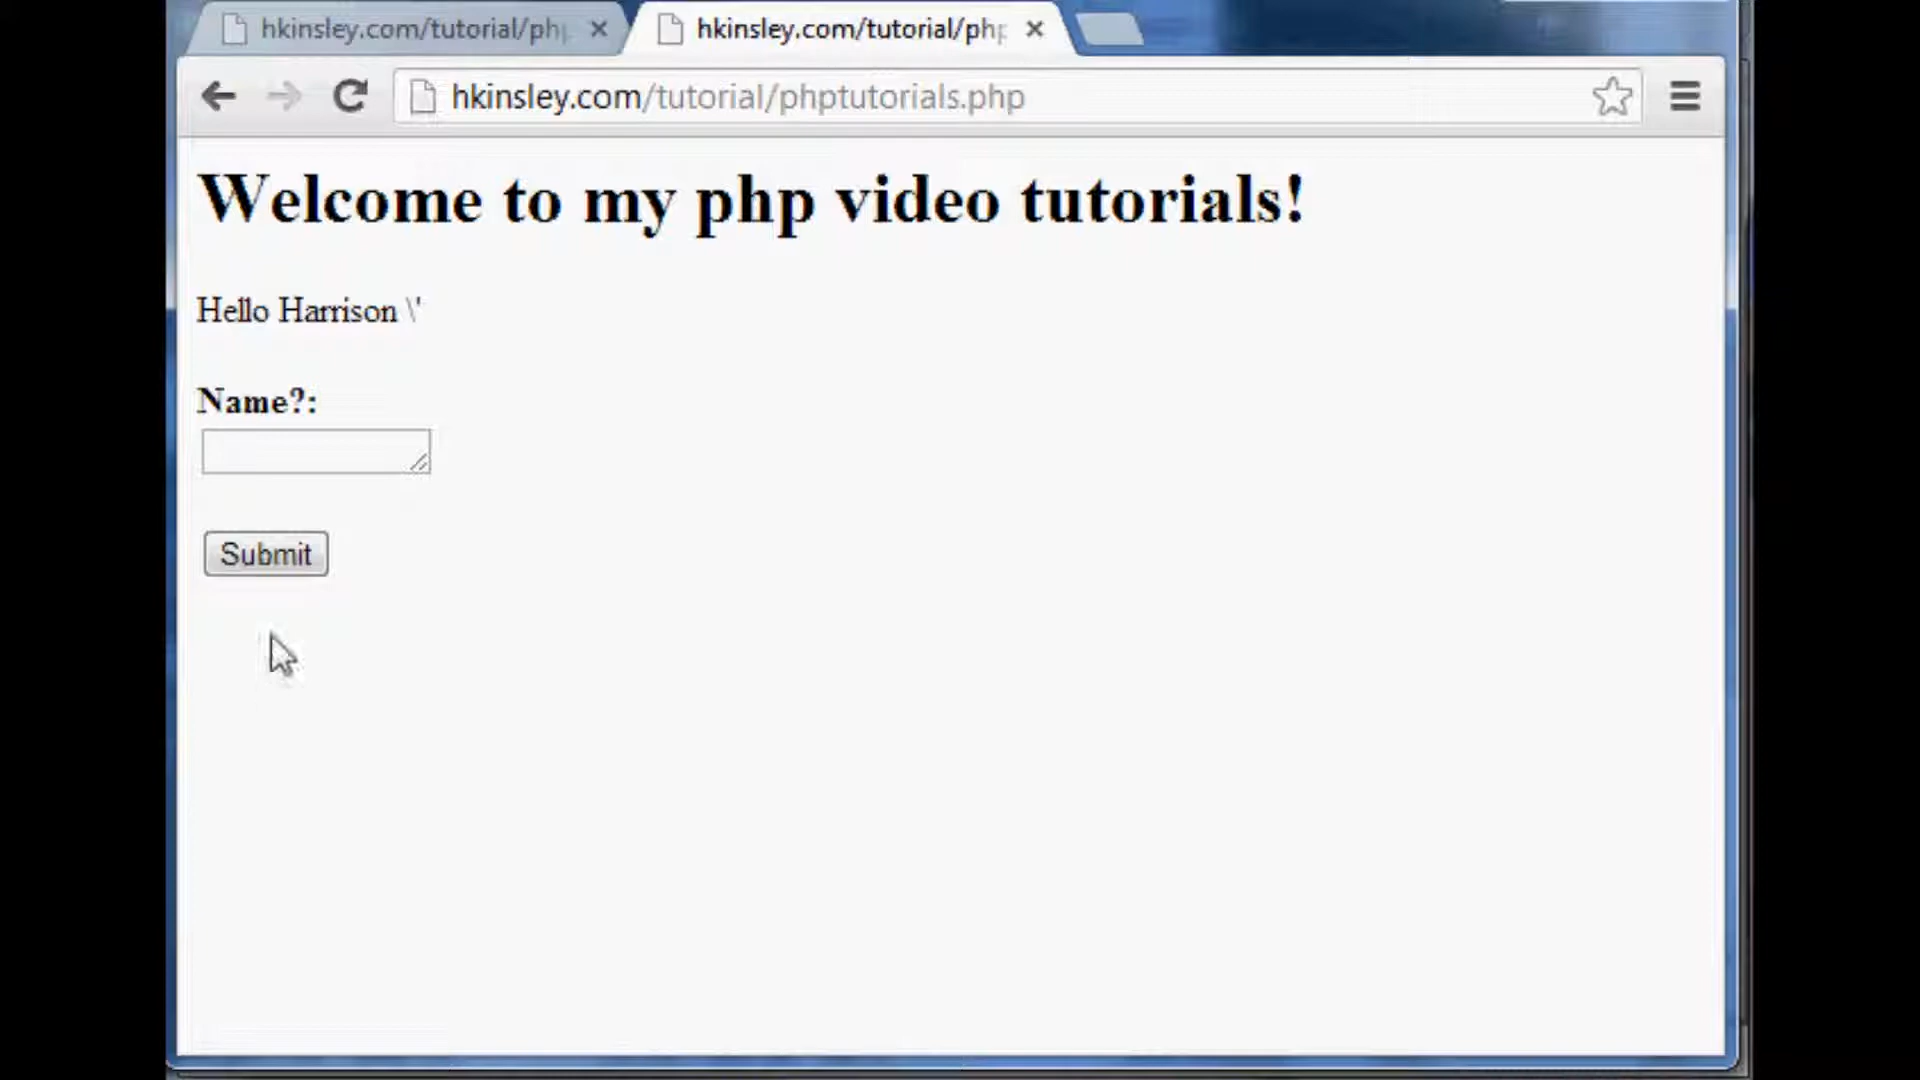 hkinsley.com/tutorial/php hkinsley.com/tutorial/php
hkinsley.com/tutorial/phptutorials.php
Welcome to my php video tutorials!
Hello Harrison \'
Name?:
Submit